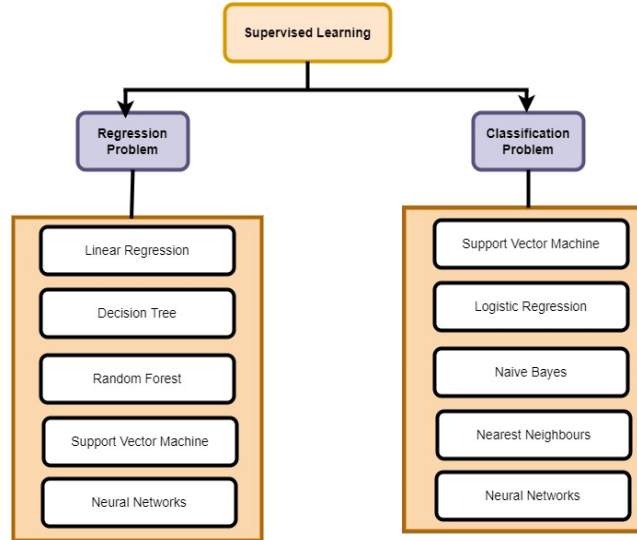 Supervised Learning
Regression
Problem
Classification
Problem
Linear Regression
Decision Tree
Random Forest
Support Vector Machine
Neural Networks
Support Vector Machine
Logistic Regression
Naive Bayes
Nearest Neighbours
Neural Networks